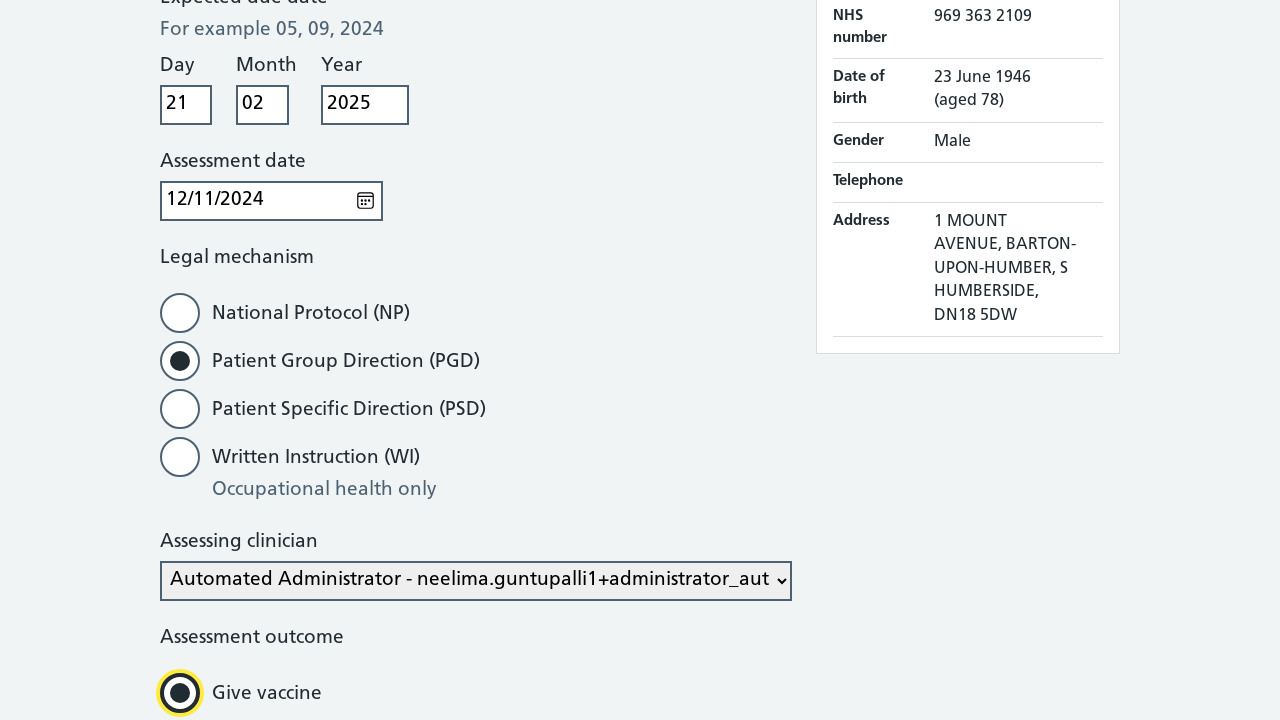 For example 05, 09, 2024
Day Month Year
21 02 2025
Assessment date
12/11/2024
Legal mechanism
National Protocol (NP)
Patient Group Direction (PGD)
Patient Specific Direction (PSD)
Written Instruction (WI)
Occupational health only
Assessing clinician
Automated Administrator - neelima.guntupalli1+administrator_aut
Assessment outcome
Give vaccine
NHS number 969 363 2109
Date of birth 23 June 1946
(aged 78)
Gender Male
Telephone
Address 1 MOUNT
AVENUE, BARTON-
UPON-HUMBER, S
HUMBERSIDE,
DN18 5DW